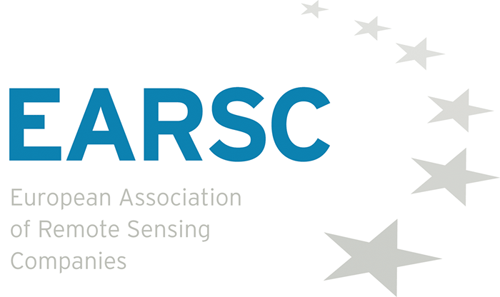 EARSC
European Association
of Remote Sensing
Companies